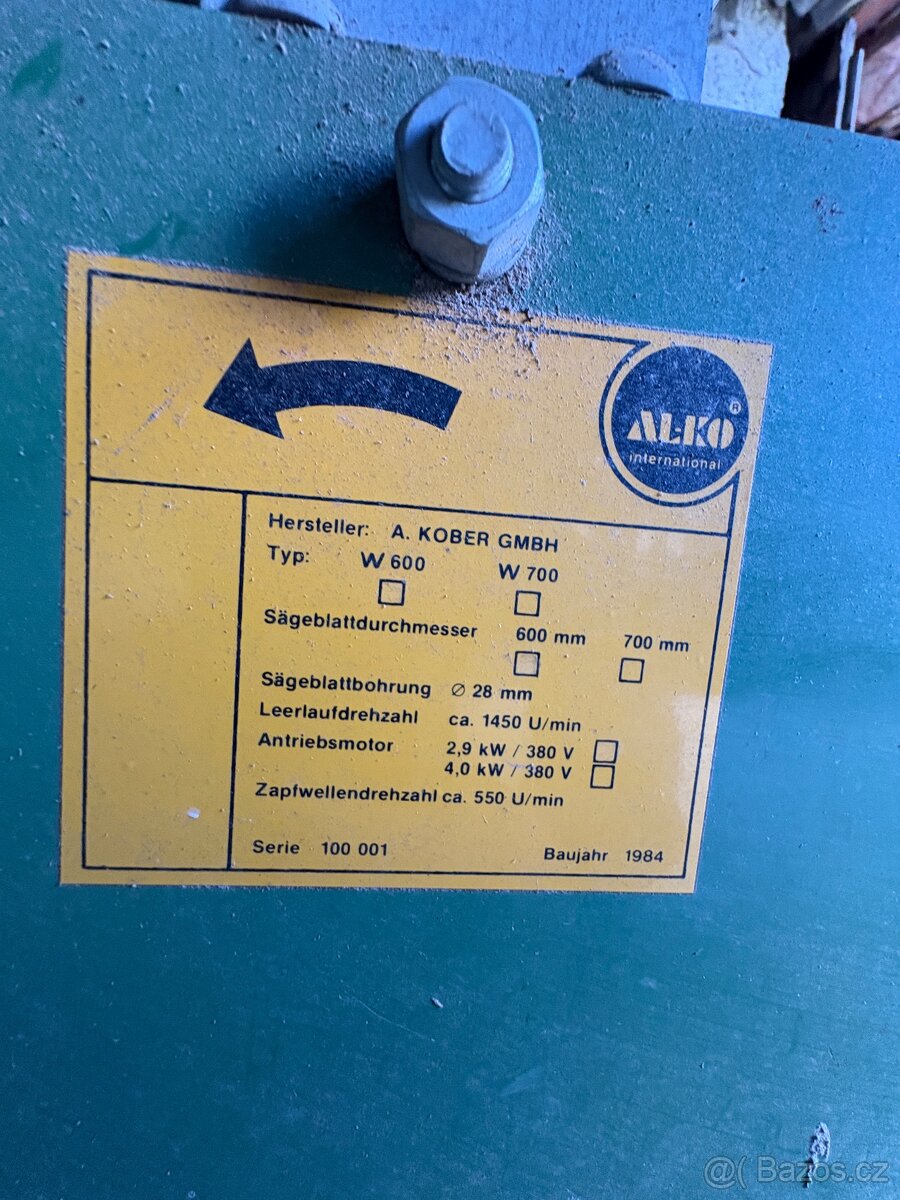 AL-KO ®
international
Hersteller: A. KOBER GMBH
Typ: W 600 W 700
Sägeblattdurchmesser 600 mm 700 mm
Sägeblattbohrung ∅ 28 mm
Leerlaufdrehzahl ca. 1450 U/min
Antriebsmotor 2,9 kW / 380 V
4,0 kW / 380 V
Zapfwellendrehzahl ca. 550 U/min
Serie 100 001 Baujahr 1984
@( Bazos.cz